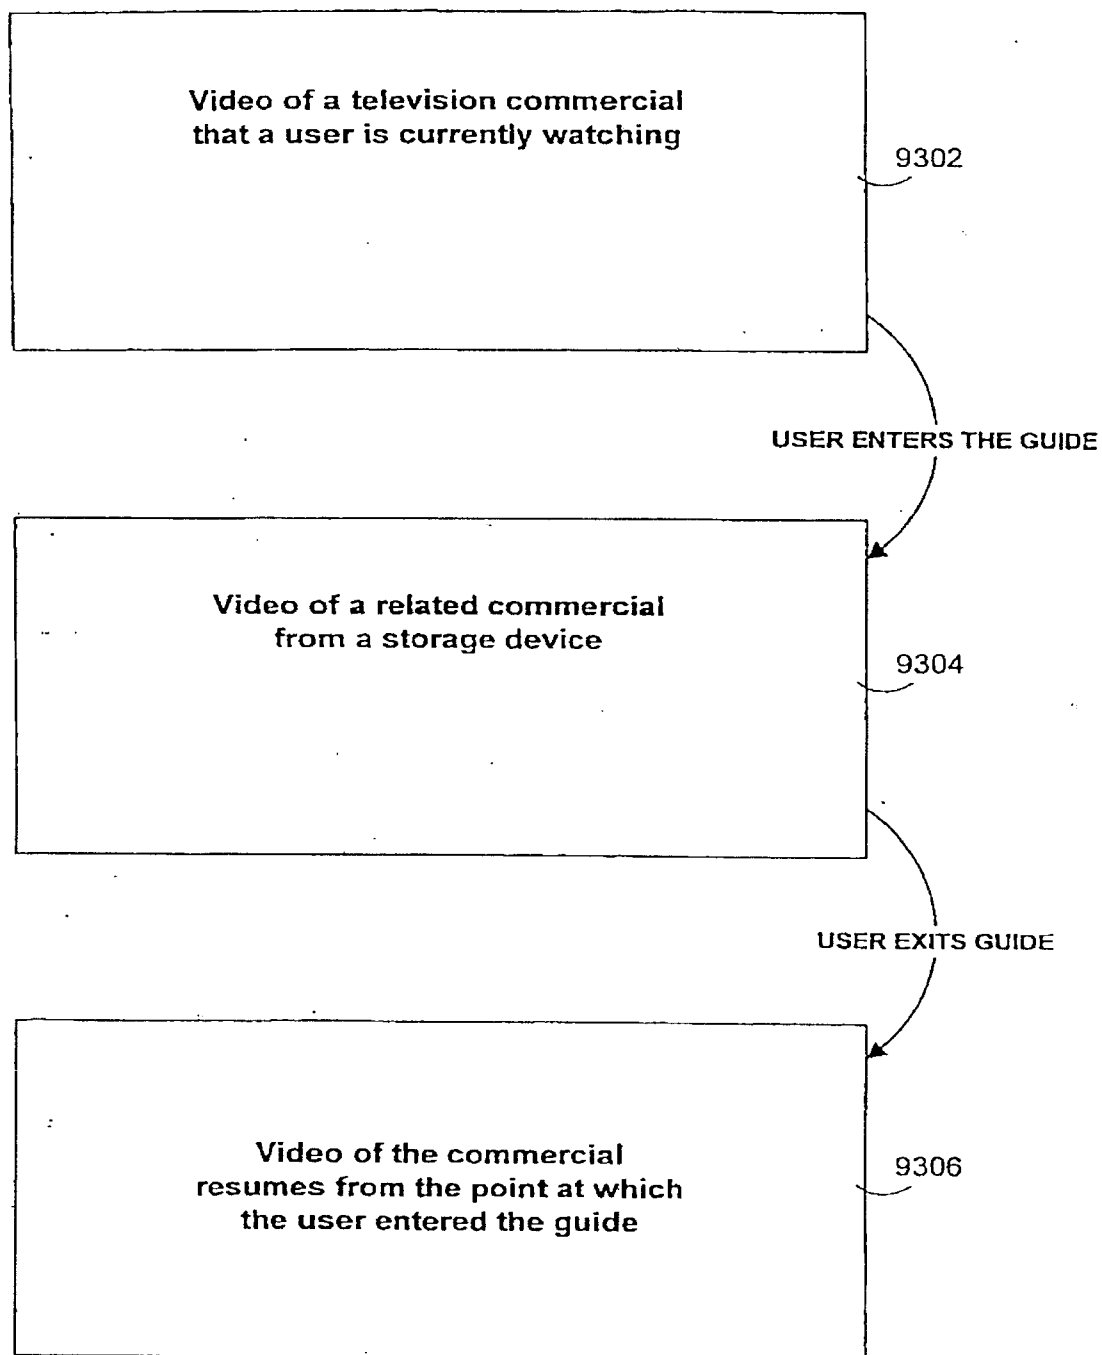 Video of a television commercial
that a user is currently watching
9302
USER ENTERS THE GUIDE
Video of a related commercial
from a storage device
9304
USER EXITS GUIDE
Video of the commercial
resumes from the point at which
the user entered the guide
9306